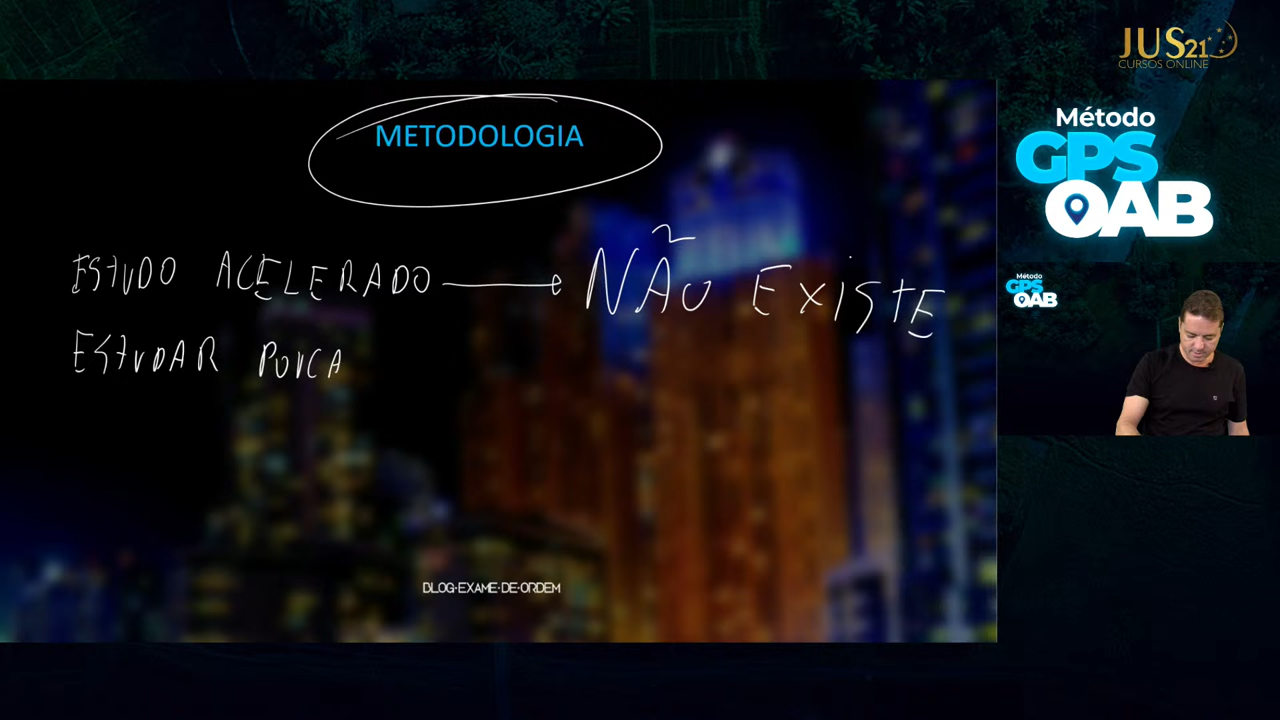 JUS21
CURSOS ONLINE
METODOLOGIA
Método
GPS
OAB
ESTUDO ACELERADO → NÃO EXISTE
ESTUDAR POUCA
Método
GPS
OAB
BLOG·EXAME·DE·ORDEM